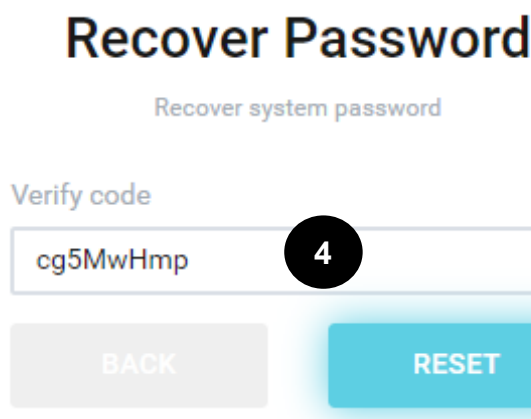 Recover Password
Recover system password
Verify code
cg5MwHmp 4
BACK RESET